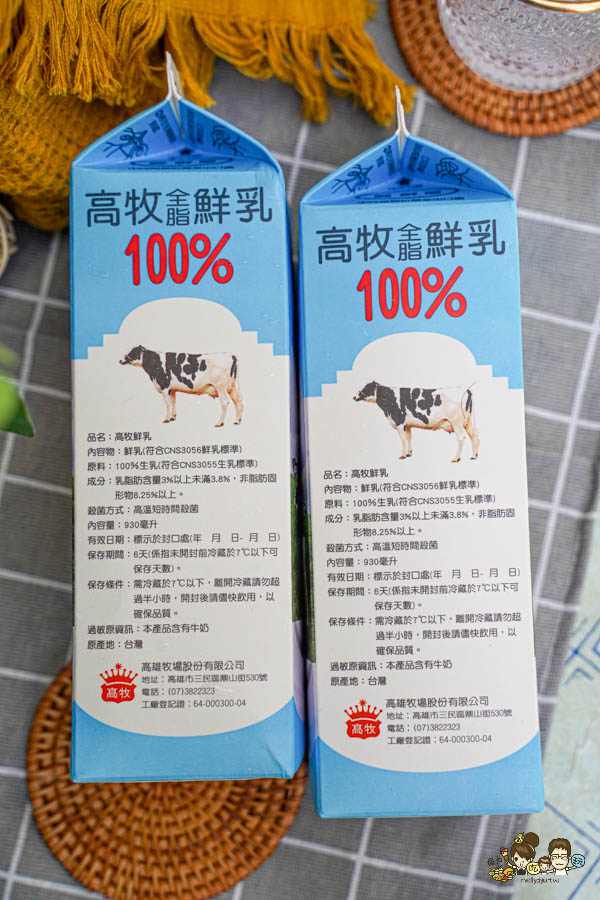 高牧全脂鮮乳
100%
品名：高牧鮮乳
內容物：鮮乳(符合CNS3056鮮乳標準)
原料：100%生乳(符合CNS3055生乳標準)
成分：乳脂肪含量3%以上未滿3.8%，非脂肪固
形物8.25%以上。
殺菌方式：高溫短時間殺菌
內容量：930毫升
有效日期：標示於封口處(年 月 日- 月 日)
保存期間：6天(係指未開封前冷藏於7℃以下可
保存天數)。
保存條件：需冷藏於7℃以下，離開冷藏請勿超
過半小時，開封後請儘快飲用，以
確保品質。
過敏原資訊：本產品含有牛奶
原產地：台灣
高牧
高雄牧場股份有限公司
地址：高雄市三民區鼎山街530號
電話：(07)3822323
工廠登記證：64-000300-04
高牧全脂鮮乳
100%
品名：高牧鮮乳
內容物：鮮乳(符合CNS3056鮮乳標準)
原料：100%生乳(符合CNS3055生乳標準)
成分：乳脂肪含量3%以上未滿3.8%，非脂肪固
形物8.25%以上。
殺菌方式：高溫短時間殺菌
內容量：930毫升
有效日期：標示於封口處(年 月 日- 月 日)
保存期間：6天(係指未開封前冷藏於7℃以下可
保存天數)。
保存條件：需冷藏於7℃以下，離開冷藏請勿超
過半小時，開封後請儘快飲用，以
確保品質。
過敏原資訊：本產品含有牛奶
原產地：台灣
高牧
高雄牧場股份有限公司
地址：高雄市三民區鼎山街530號
電話：(07)3822323
工廠登記證：64-000300-04